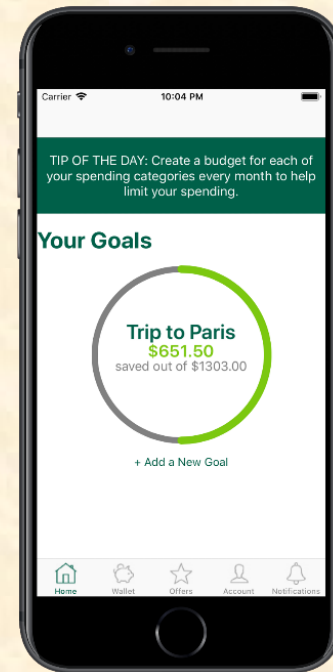 Carrier
10:04 PM
TIP OF THE DAY: Create a budget for each of
your spending categories every month to help
limit your spending.
Your Goals
Trip to Paris
$651.50
saved out of $1303.00
+ Add a New Goal
Home Wallet Offers Account Notifications